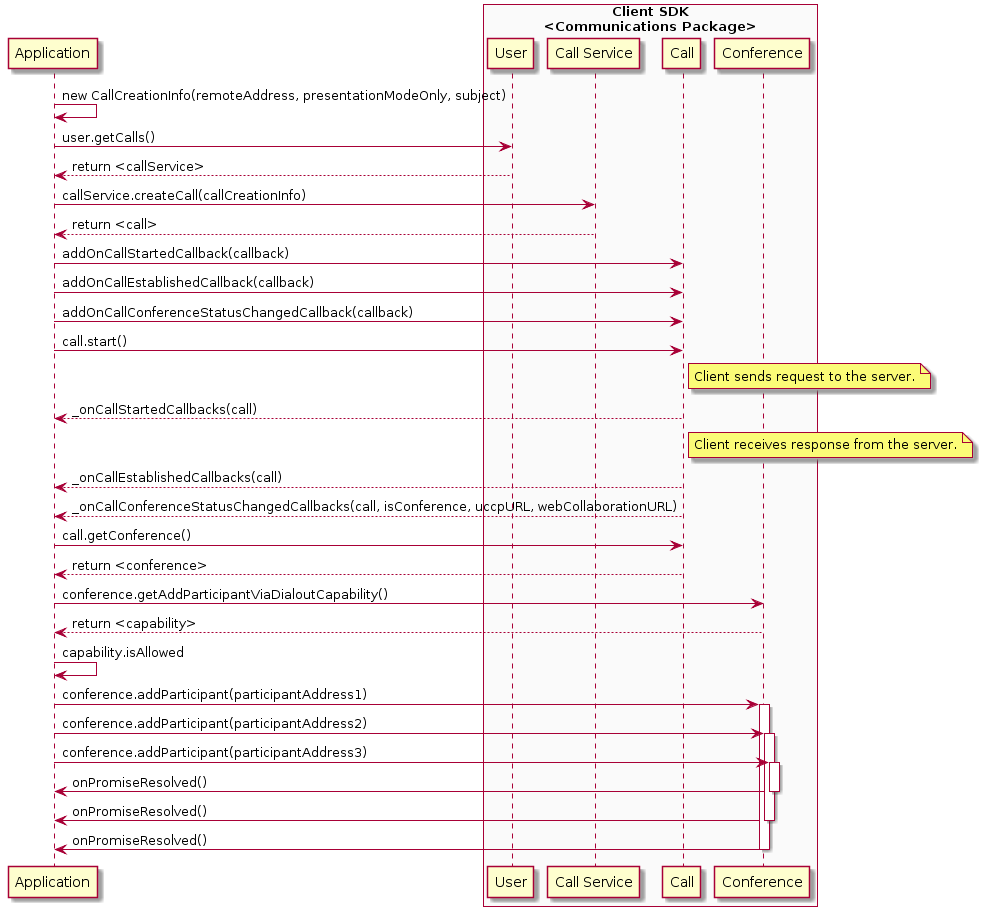 Client SDK
<Communications Package>
Application
User
Call Service
Call
Conference
new CallCreationInfo(remoteAddress, presentationModeOnly, subject)
user.getCalls()
return <callService>
callService.createCall(callCreationInfo)
return <call>
addOnCallStartedCallback(callback)
addOnCallEstablishedCallback(callback)
addOnCallConferenceStatusChangedCallback(callback)
call.start()
Client sends request to the server.
_onCallStartedCallbacks(call)
Client receives response from the server.
_onCallEstablishedCallbacks(call)
_onCallConferenceStatusChangedCallbacks(call, isConference, uccpURL, webCollaborationURL)
call.getConference()
return <conference>
conference.getAddParticipantViaDialoutCapability()
return <capability>
capability.isAllowed
conference.addParticipant(participantAddress1)
conference.addParticipant(participantAddress2)
conference.addParticipant(participantAddress3)
onPromiseResolved()
onPromiseResolved()
onPromiseResolved()
Application
User
Call Service
Call
Conference